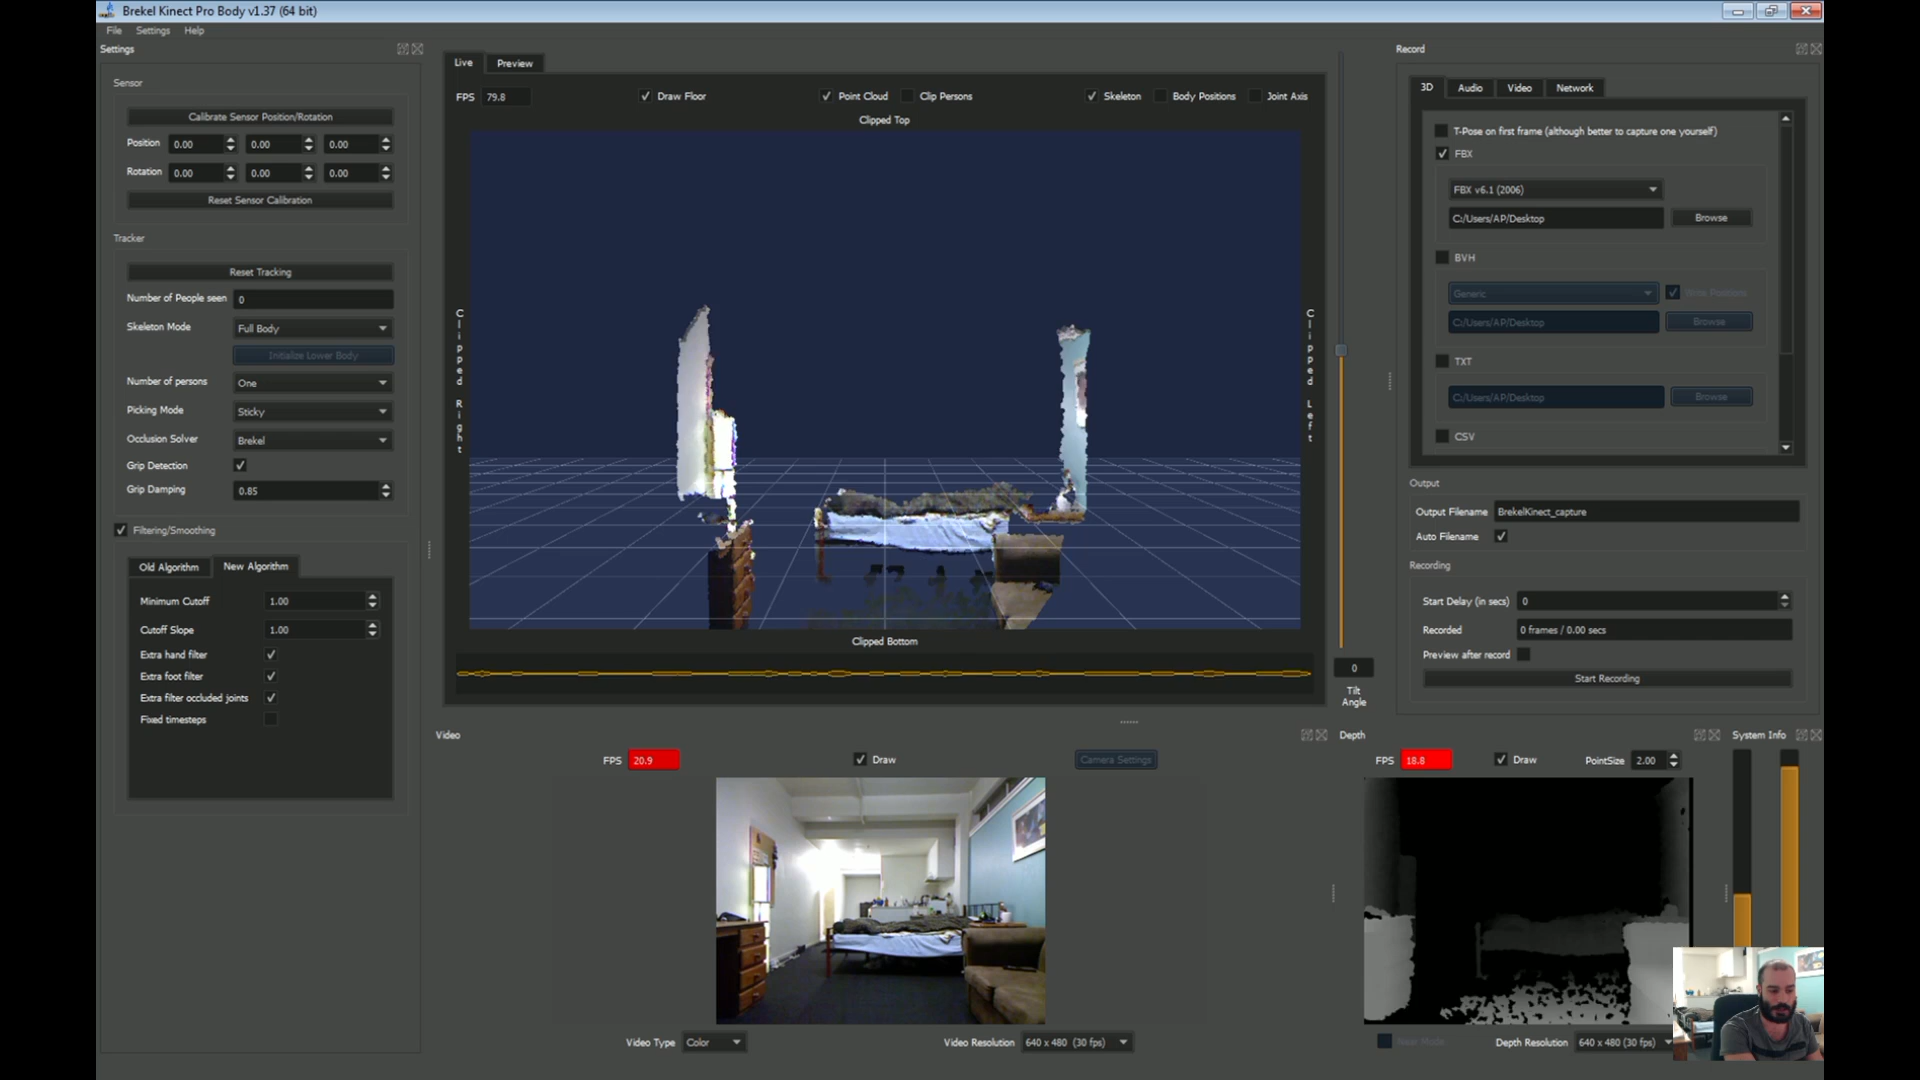 Brekel Kinect Pro Body v1.37 (64 bit)
File Settings Help
Settings
Sensor
Calibrate Sensor Position/Rotation
Position 0.00 0.00 0.00
Rotation 0.00 0.00 0.00
Reset Sensor Calibration
Tracker
Reset Tracking
Number of People seen 0
Skeleton Mode Full Body
Initialize Lower Body
Number of persons One
Picking Mode Sticky
Occlusion Solver Brekel
Grip Detection
Grip Damping 0.85
Filtering/Smoothing
Old Algorithm New Algorithm
Minimum Cutoff 1.00
Cutoff Slope 1.00
Extra hand filter
Extra foot filter
Extra filter occluded joints
Fixed timesteps
Live Preview
FPS 79.8 Draw Floor Point Cloud Clip Persons Skeleton Body Positions Joint Axis
Clipped Top
Clipped Right
Clipped Left
Clipped Bottom
0
Tilt
Angle
Video
FPS 20.9 Draw Camera Settings
Video Type Color Video Resolution 640 x 480 (30 fps)
Depth
FPS 18.8 Draw PointSize 2.00
Near Mode Depth Resolution 640 x 480 (30 fps)
System Info
Record
3D Audio Video Network
T-Pose on first frame (although better to capture one yourself)
FBX
FBX v6.1 (2006)
C:/Users/AP/Desktop Browse
BVH
Generic Write Positions
C:/Users/AP/Desktop Browse
TXT
C:/Users/AP/Desktop Browse
CSV
Output
Output Filename BrekelKinect_capture
Auto Filename
Recording
Start Delay (in secs) 0
Recorded 0 frames / 0.00 secs
Preview after record
Start Recording